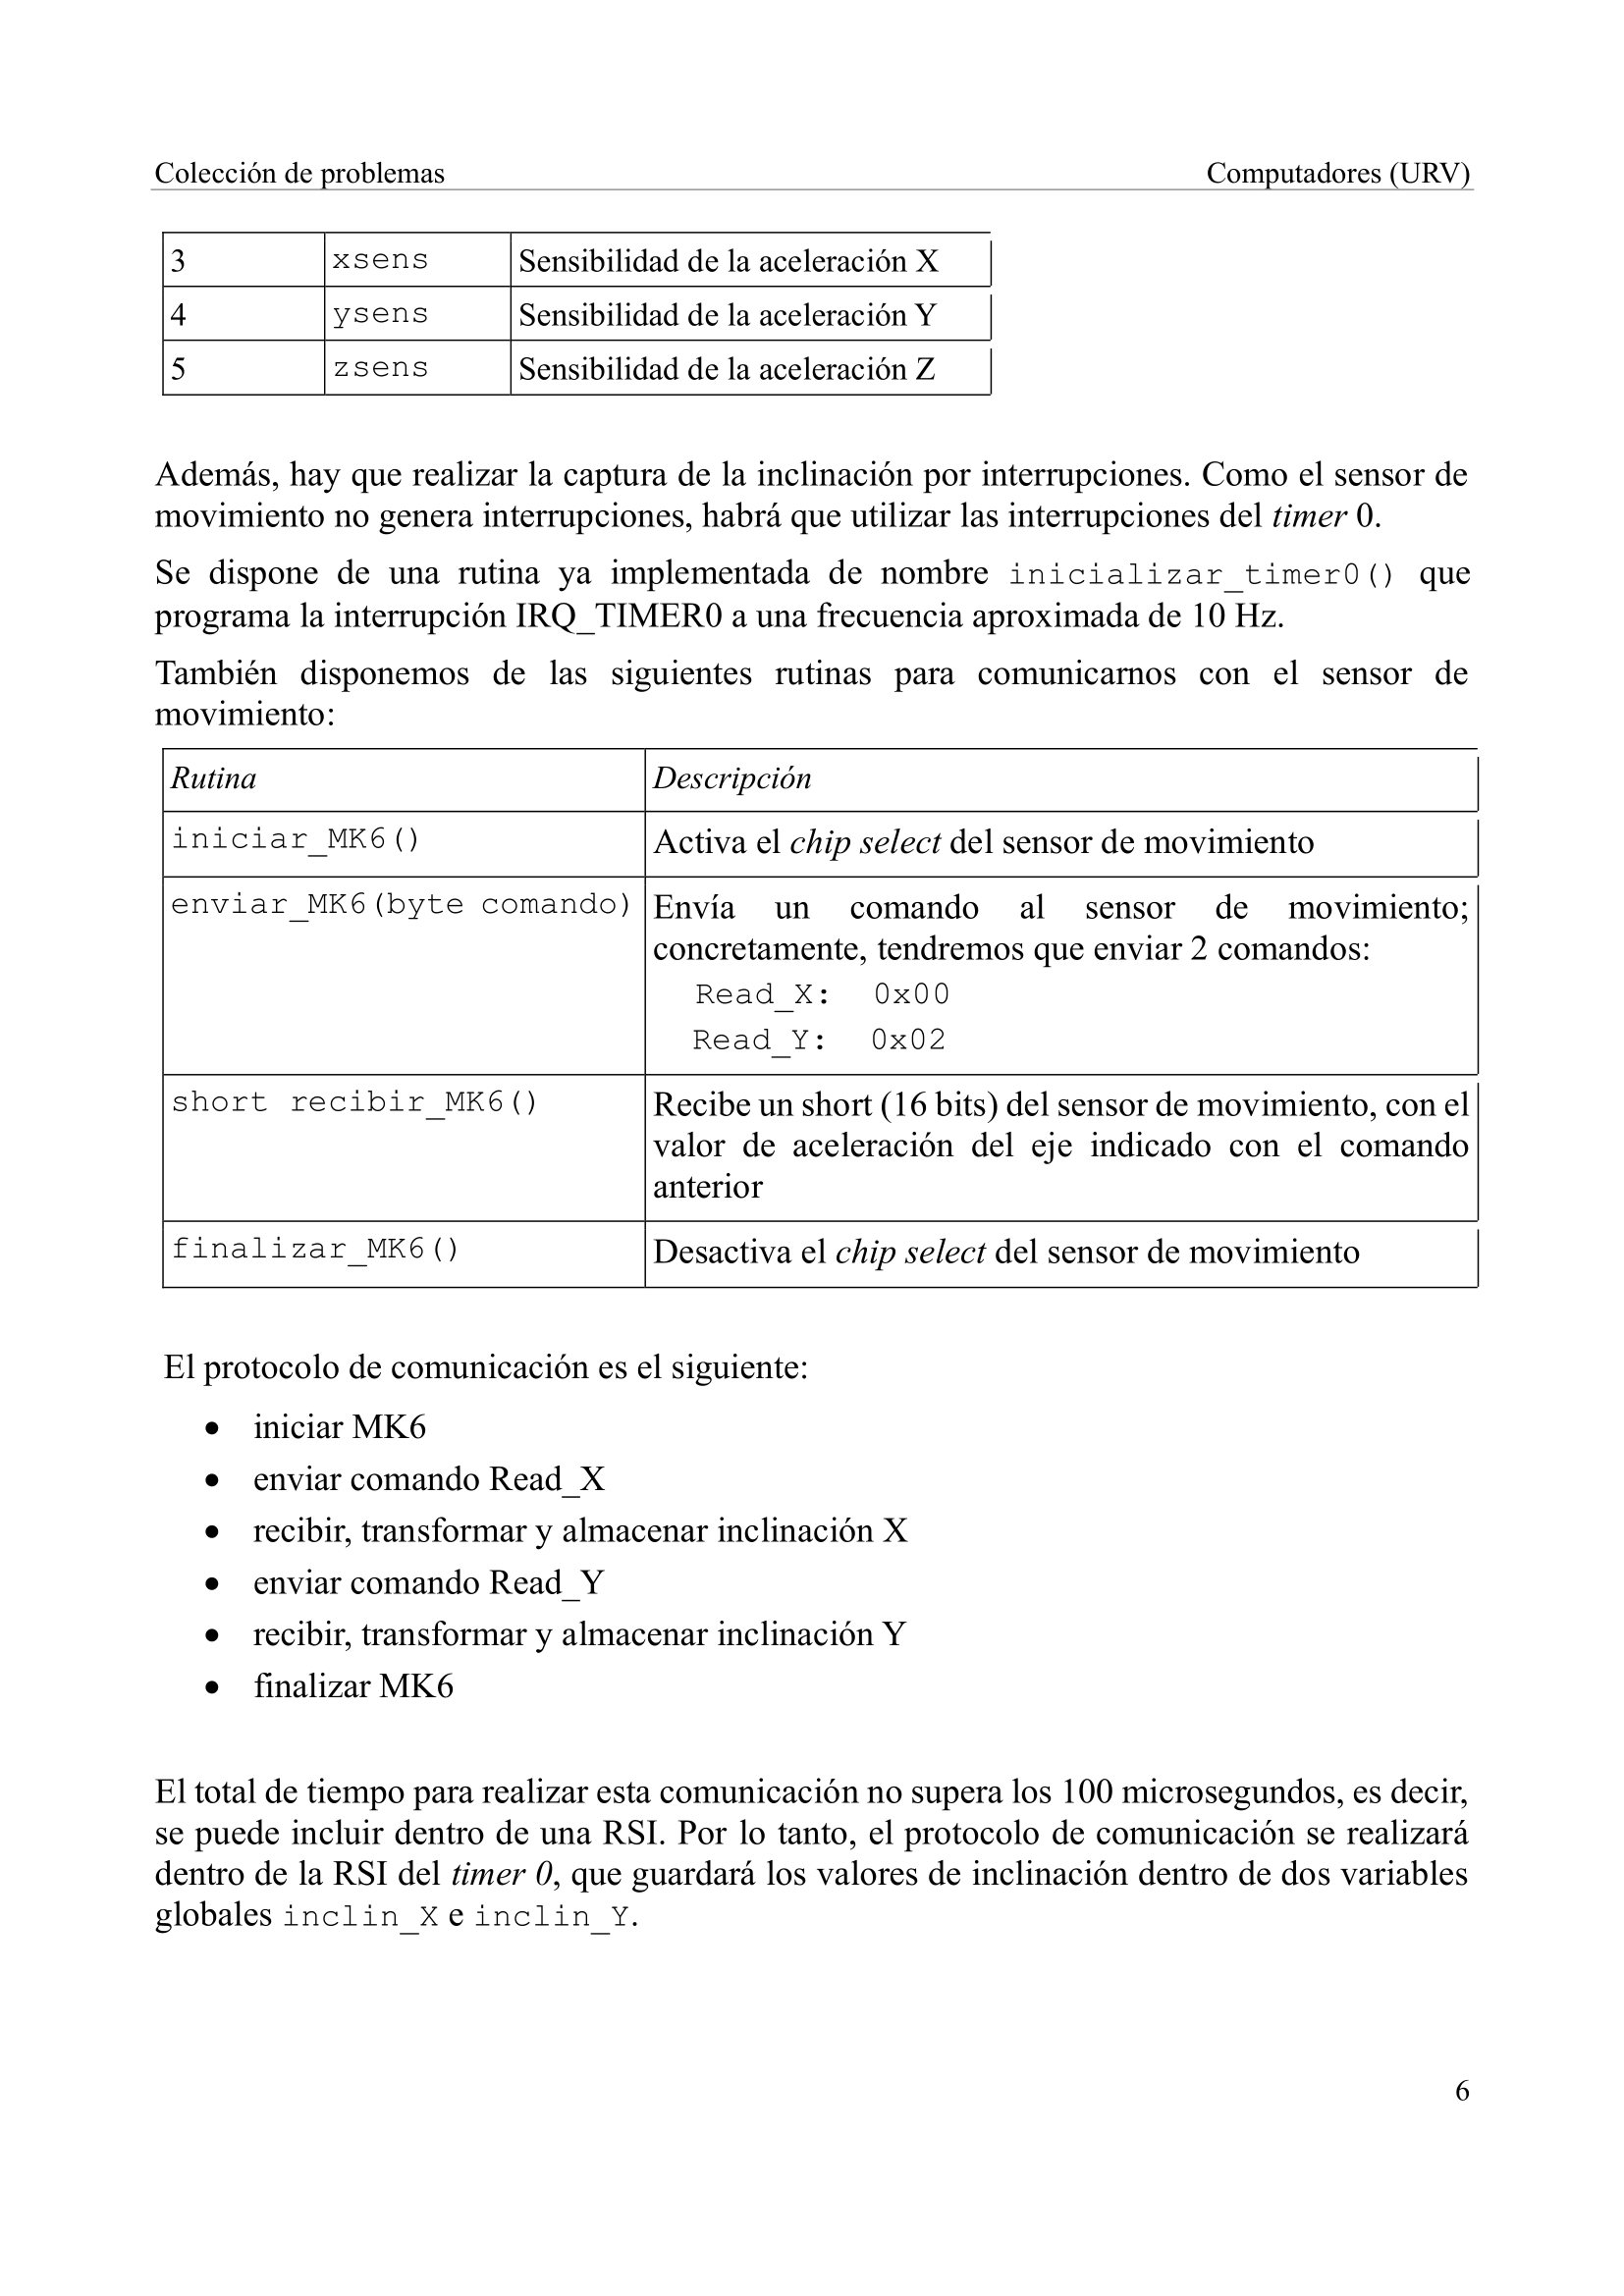 Colección de problemas Computadores (URV)
3 xsens Sensibilidad de la aceleración X
4 ysens Sensibilidad de la aceleración Y
5 zsens Sensibilidad de la aceleración Z
Además, hay que realizar la captura de la inclinación por interrupciones. Como el sensor de
movimiento no genera interrupciones, habrá que utilizar las interrupciones del timer 0.
Se dispone de una rutina ya implementada de nombre inicializar_timer0() que
programa la interrupción IRQ_TIMER0 a una frecuencia aproximada de 10 Hz.
También disponemos de las siguientes rutinas para comunicarnos con el sensor de
movimiento:
Rutina Descripción
iniciar_MK6() Activa el chip select del sensor de movimiento
enviar_MK6(byte comando) Envía un comando al sensor de movimiento;
concretamente, tendremos que enviar 2 comandos:
Read_X: 0x00
Read_Y: 0x02
short recibir_MK6() Recibe un short (16 bits) del sensor de movimiento, con el
valor de aceleración del eje indicado con el comando
anterior
finalizar_MK6() Desactiva el chip select del sensor de movimiento
El protocolo de comunicación es el siguiente:
• iniciar MK6
• enviar comando Read_X
• recibir, transformar y almacenar inclinación X
• enviar comando Read_Y
• recibir, transformar y almacenar inclinación Y
• finalizar MK6
El total de tiempo para realizar esta comunicación no supera los 100 microsegundos, es decir,
se puede incluir dentro de una RSI. Por lo tanto, el protocolo de comunicación se realizará
dentro de la RSI del timer 0, que guardará los valores de inclinación dentro de dos variables
globales inclin_X e inclin_Y.
6